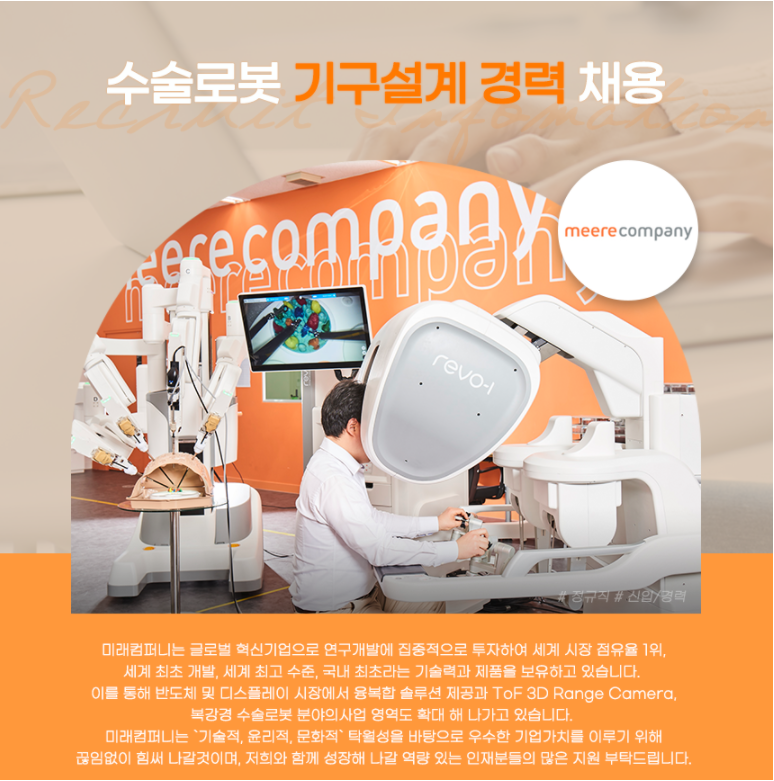 수술로봇 기구설계 경력 채용
Recruit Infomation
meerecompany
meerecompany
meerecompany
revo-i
# 정규직 # 신입/경력
미래컴퍼니는 글로벌 혁신기업으로 연구개발에 집중적으로 투자하여 세계 시장 점유율 1위,
세계 최초 개발, 세계 최고 수준, 국내 최초라는 기술력과 제품을 보유하고 있습니다.
이를 통해 반도체 및 디스플레이 시장에서 융복합 솔루션 제공과 ToF 3D Range Camera,
복강경 수술로봇 분야의사업 영역도 확대 해 나가고 있습니다.
미래컴퍼니는 `기술적, 윤리적, 문화적` 탁월성을 바탕으로 우수한 기업가치를 이루기 위해
끊임없이 힘써 나갈것이며, 저희와 함께 성장해 나갈 역량 있는 인재분들의 많은 지원 부탁드립니다.